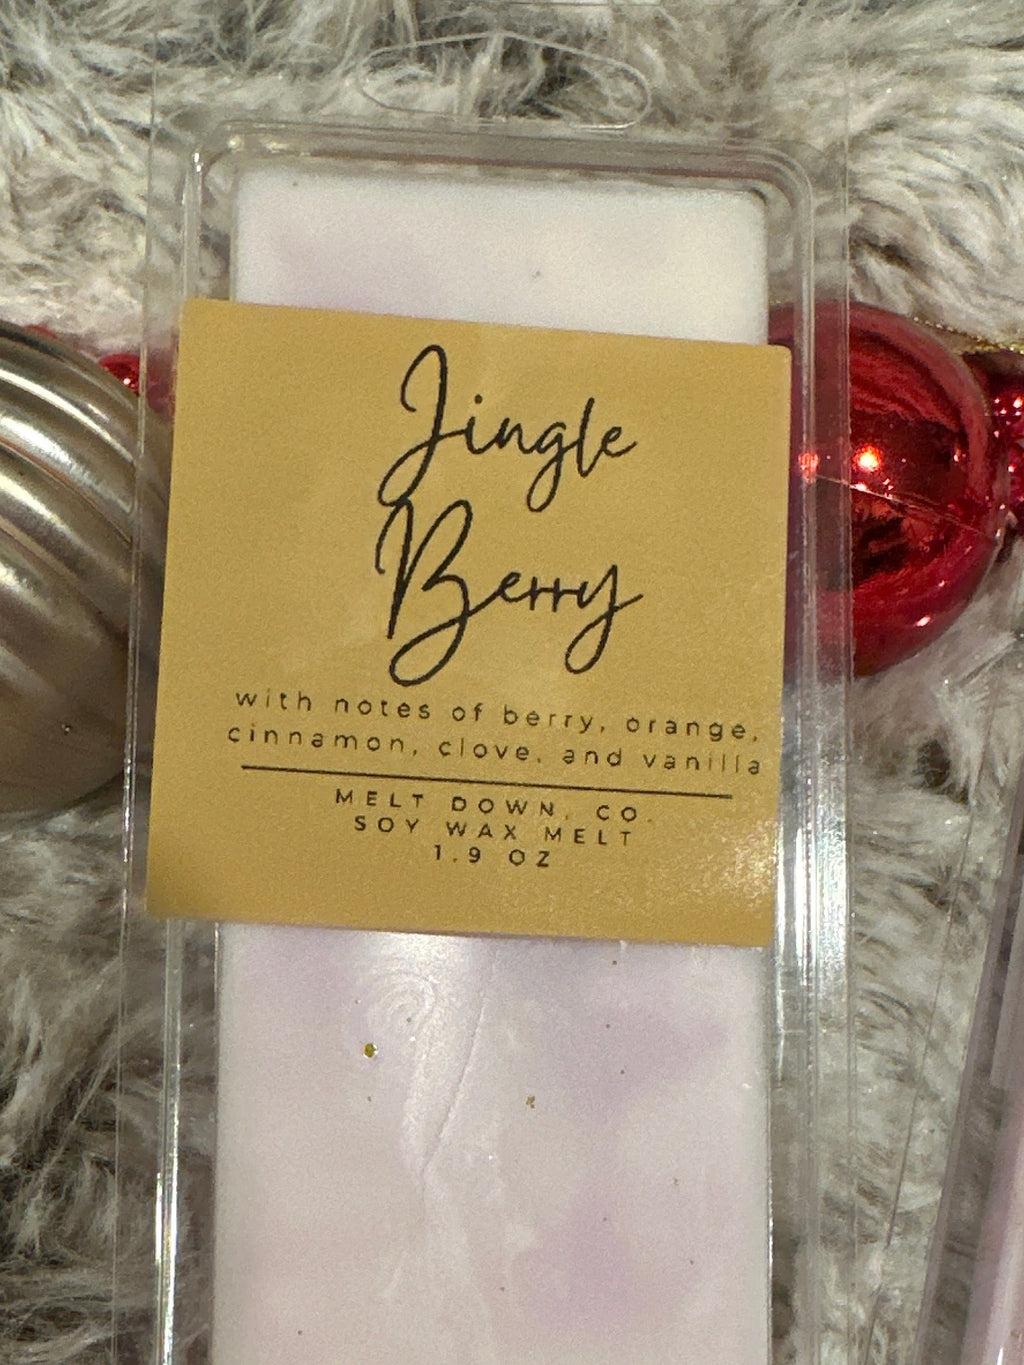 Jingle
Berry
with notes of berry, orange,
cinnamon, clove, and vanilla
MELT DOWN, CO.
SOY WAX MELT
1.9 OZ